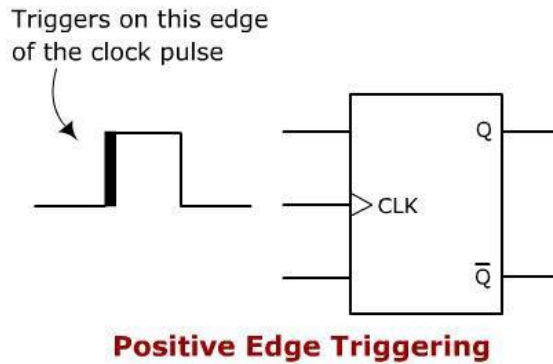 Triggers on this edge
of the clock pulse
Q
CLK
Q̅
Positive Edge Triggering